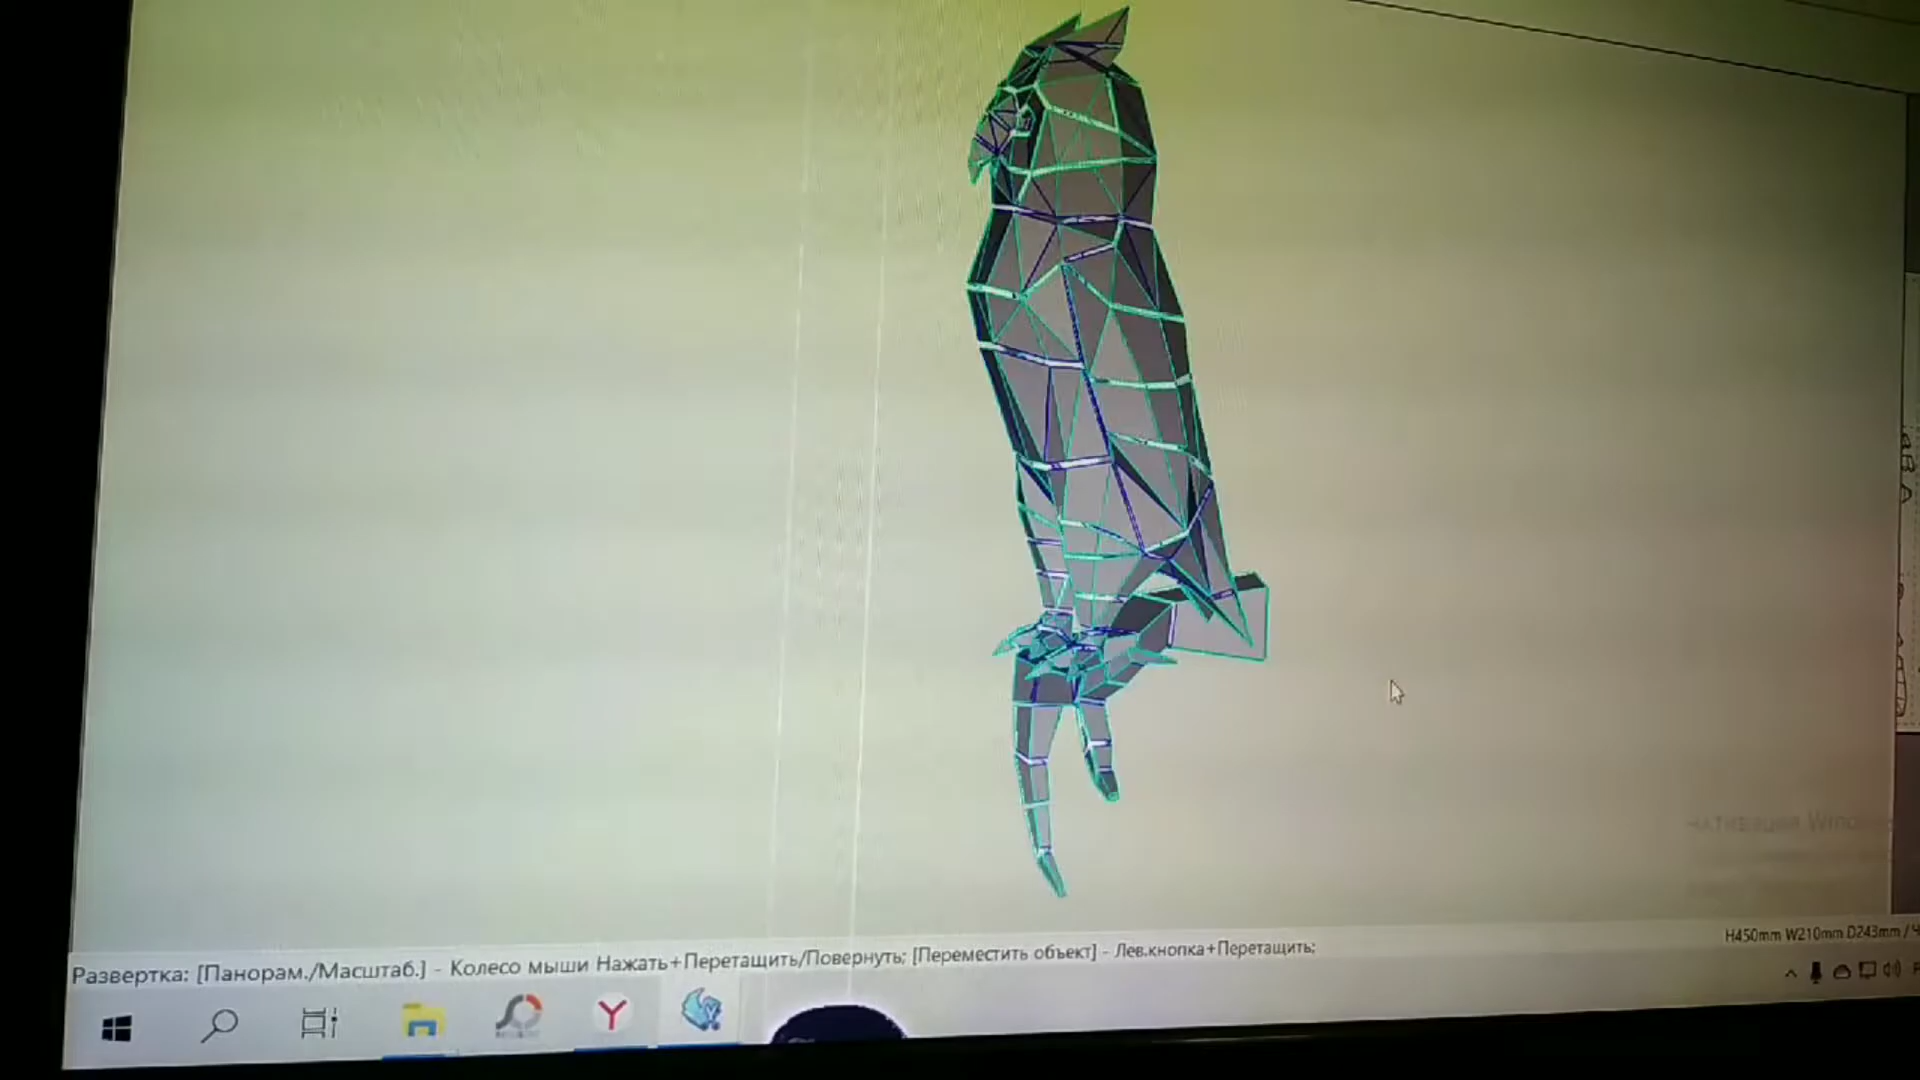 Развертка: [Панорам./Масштаб.] - Колесо мыши Нажать+Перетащить/Повернуть; [Переместить объект] - Лев.кнопка+Перетащить;
H450mm W210mm D243mm /